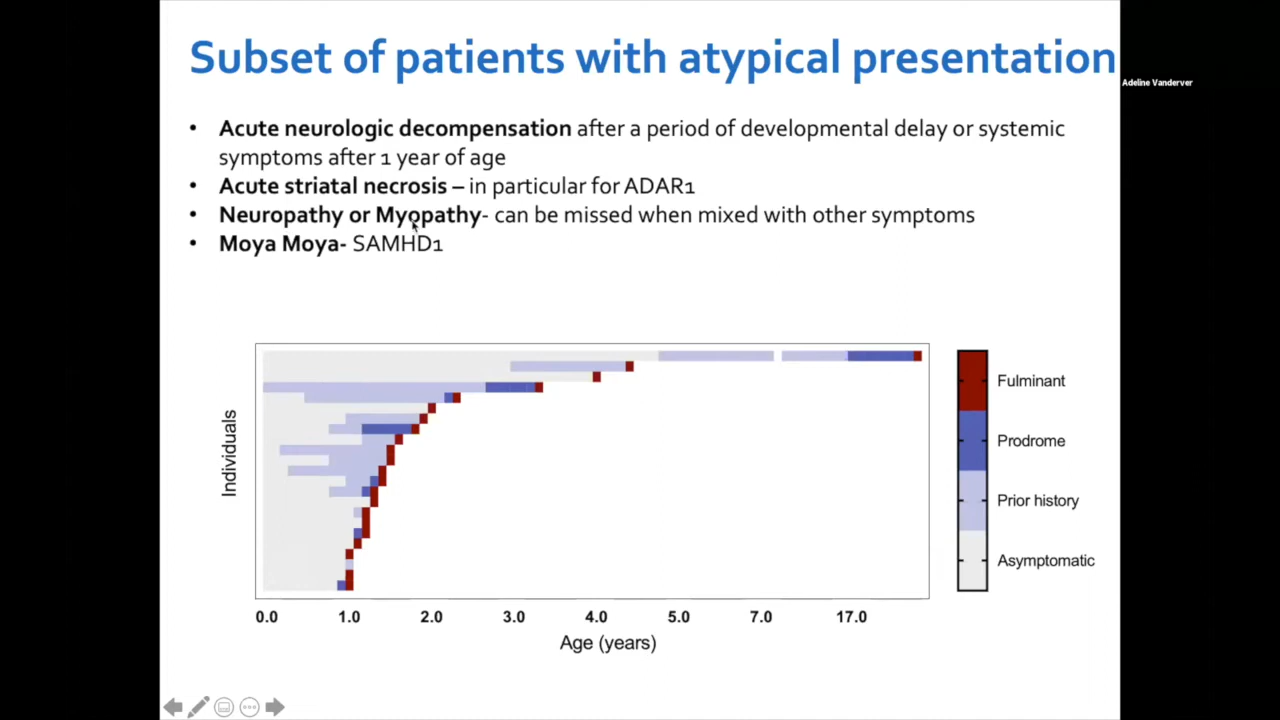 Subset of patients with atypical presentation
Adeline Vanderver
• Acute neurologic decompensation after a period of developmental delay or systemic
symptoms after 1 year of age
• Acute striatal necrosis – in particular for ADAR1
• Neuropathy or Myopathy- can be missed when mixed with other symptoms
• Moya Moya- SAMHD1
Individuals
Fulminant
Prodrome
Prior history
Asymptomatic
0.0 1.0 2.0 3.0 4.0 5.0 7.0 17.0
Age (years)